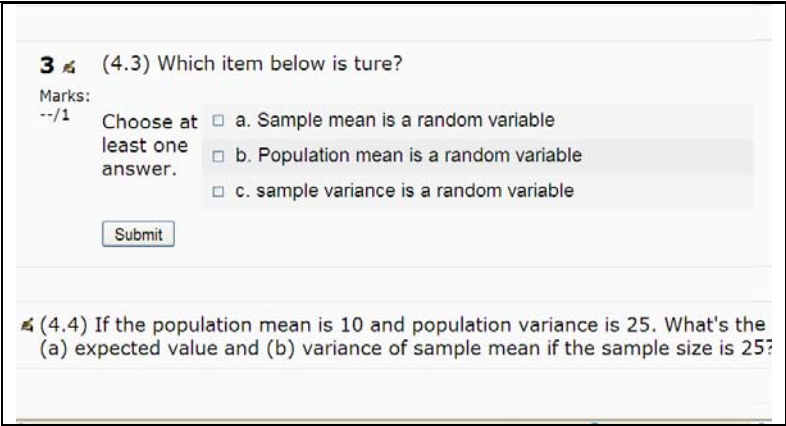 3 (4.3) Which item below is ture?
Marks:
--/1
Choose at least one answer.
a. Sample mean is a random variable
b. Population mean is a random variable
c. sample variance is a random variable
Submit
(4.4) If the population mean is 10 and population variance is 25. What's the
(a) expected value and (b) variance of sample mean if the sample size is 25?